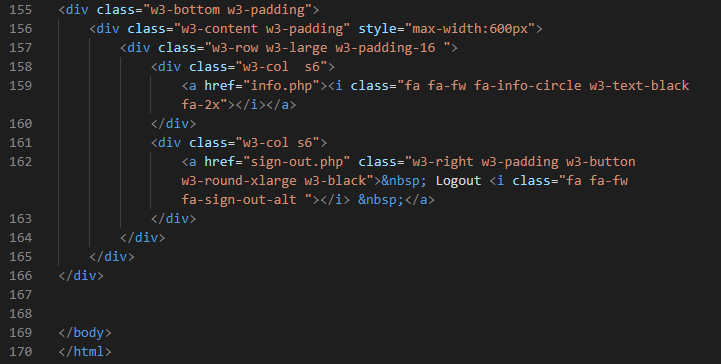 155 <div class="w3-bottom w3-padding">
156 <div class="w3-content w3-padding" style="max-width:600px">
157 <div class="w3-row w3-large w3-padding-16 ">
158 <div class="w3-col  s6">
159 <a href="info.php"><i class="fa fa-fw fa-info-circle w3-text-black
fa-2x"></i></a>
160 </div>
161 <div class="w3-col s6">
162 <a href="sign-out.php" class="w3-right w3-padding w3-button
w3-round-xlarge w3-black">&nbsp; Logout <i class="fa fa-fw
fa-sign-out-alt "></i> &nbsp;</a>
163 </div>
164 </div>
165 </div>
166 </div>
167
168
169 </body>
170 </html>